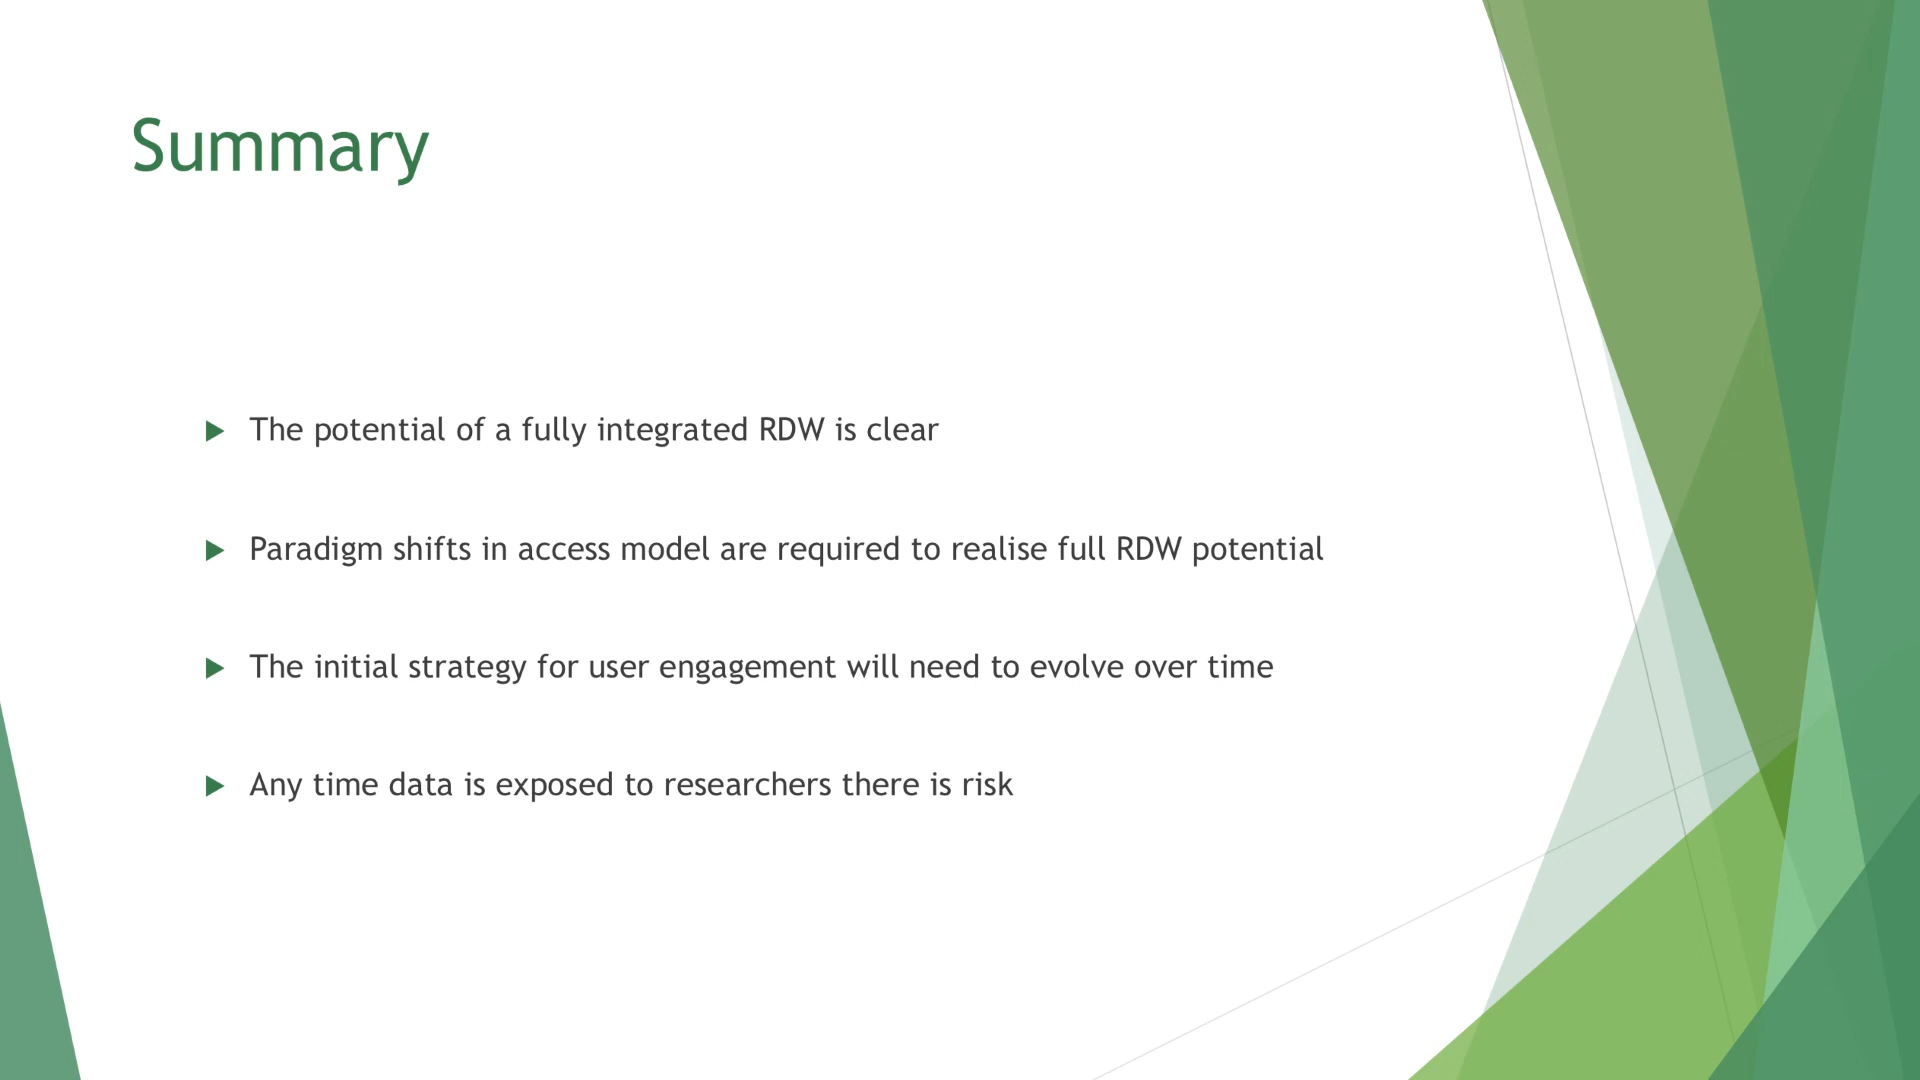 Summary
The potential of a fully integrated RDW is clear
Paradigm shifts in access model are required to realise full RDW potential
The initial strategy for user engagement will need to evolve over time
Any time data is exposed to researchers there is risk